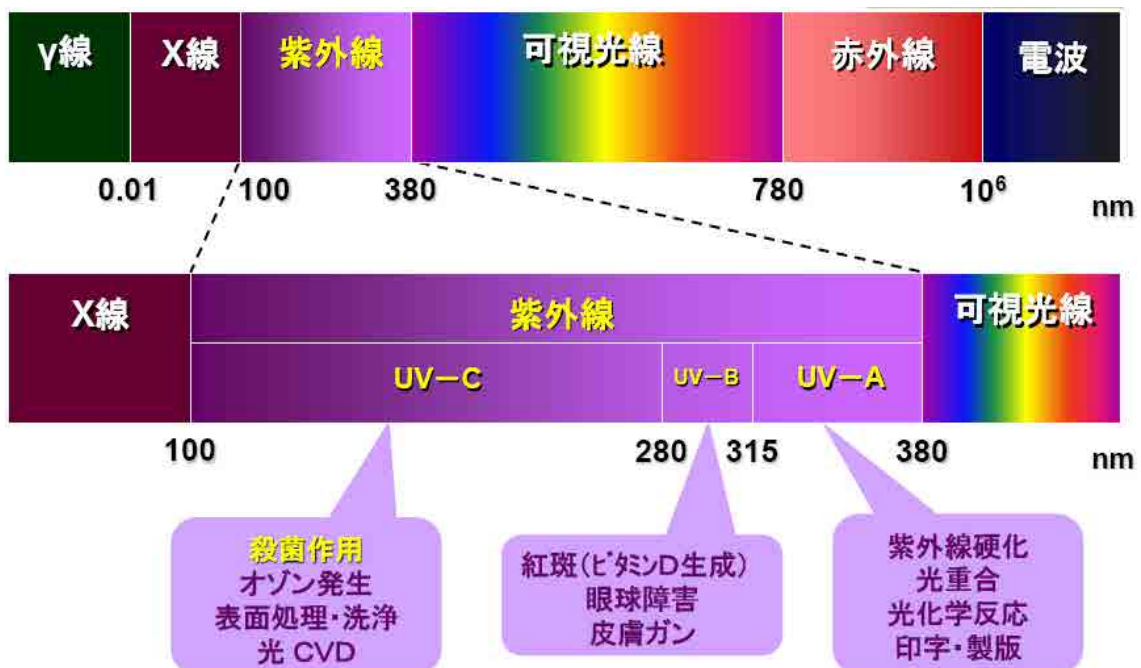 γ線 X線 紫外線 可視光線 赤外線 電波
0.01 100 380 780 10⁶ nm
X線 紫外線 可視光線
UV－C UV－B UV－A
100 280 315 380 nm
殺菌作用
オゾン発生
表面処理・洗浄
光 CVD
紅斑(ﾋﾞﾀﾐﾝD生成)
眼球障害
皮膚ガン
紫外線硬化
光重合
光化学反応
印字・製版